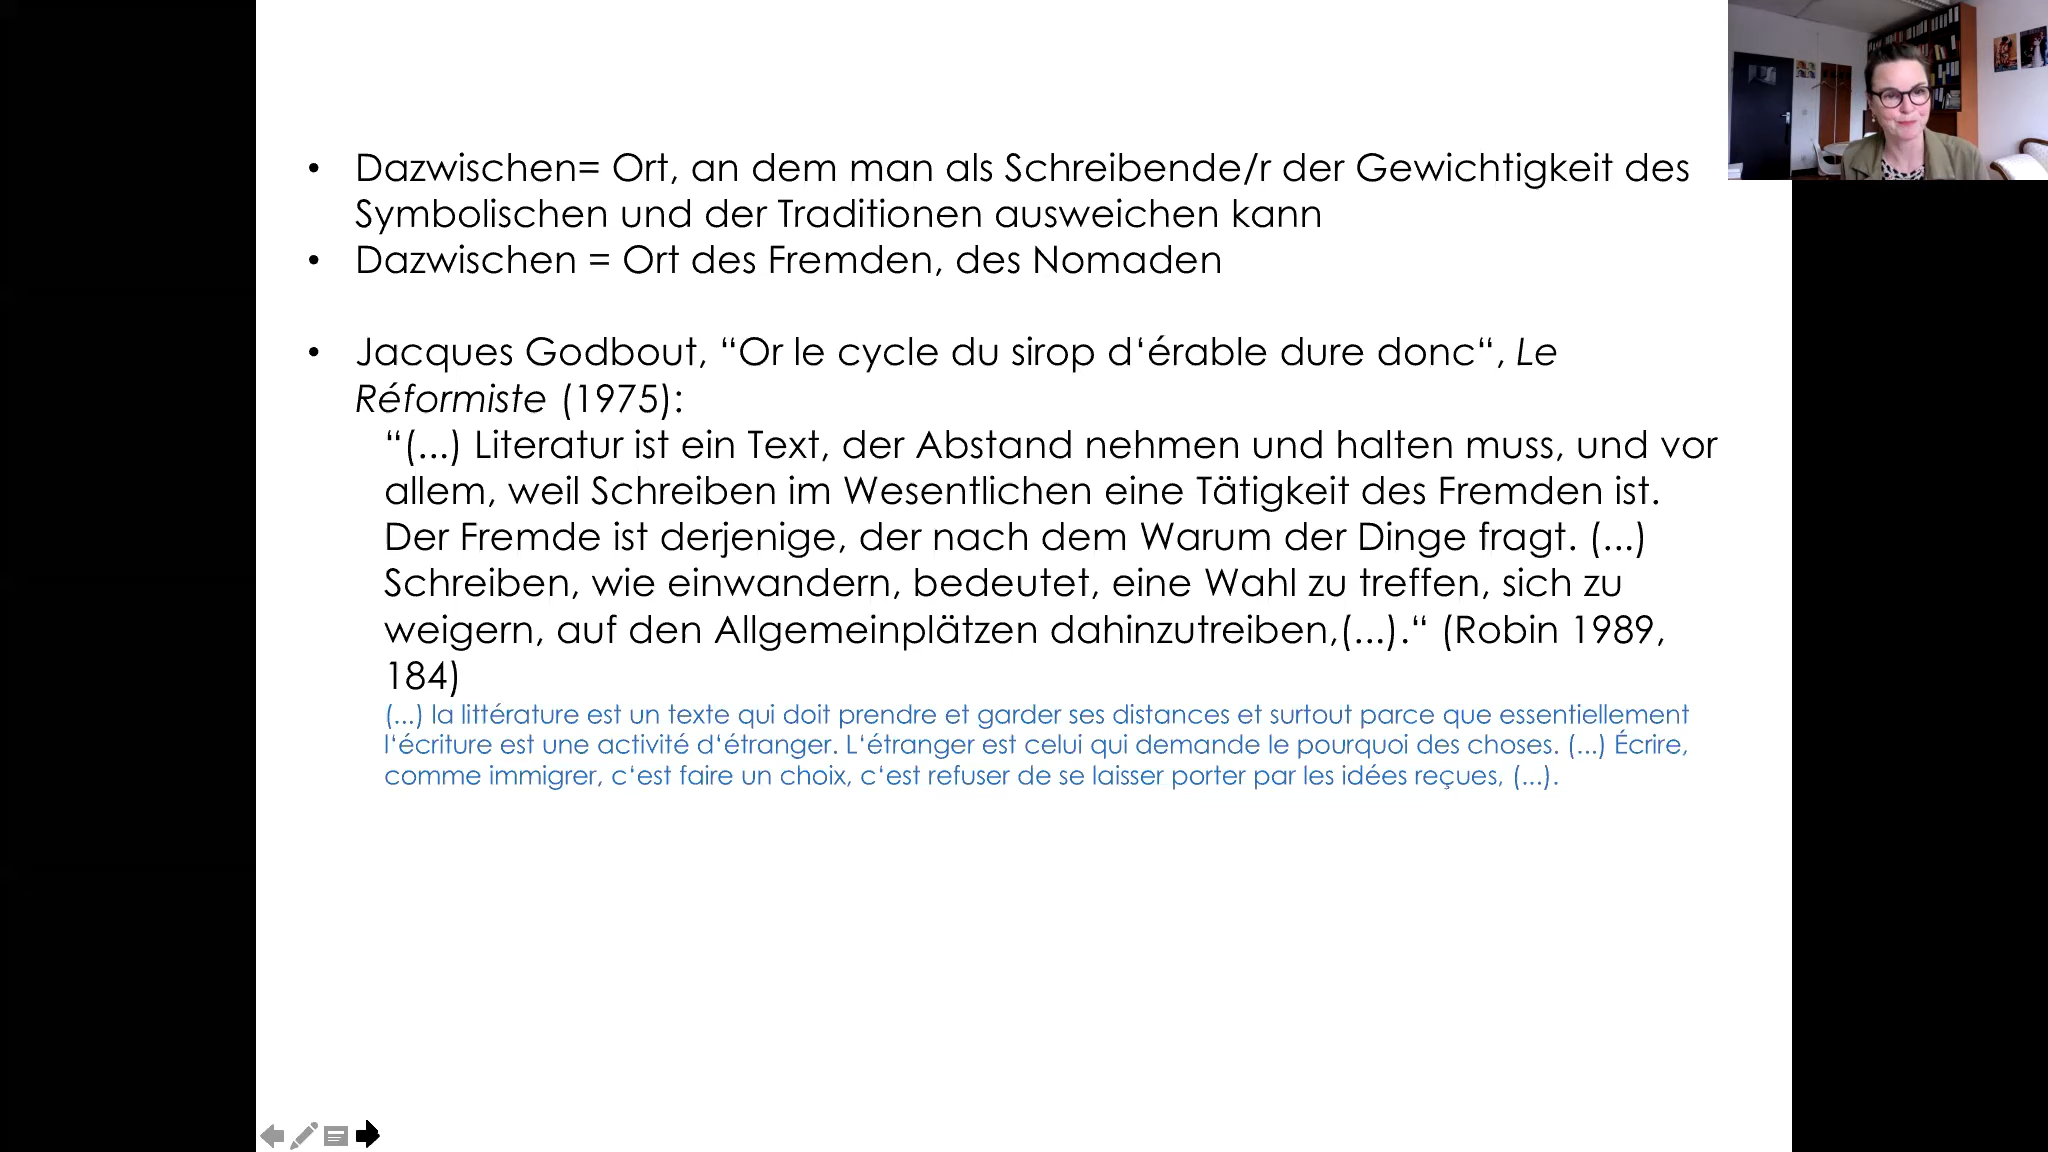 • Dazwischen= Ort, an dem man als Schreibende/r der Gewichtigkeit des
Symbolischen und der Traditionen ausweichen kann
• Dazwischen = Ort des Fremden, des Nomaden
• Jacques Godbout, “Or le cycle du sirop d‘érable dure donc“, Le
Réformiste (1975):
“(...) Literatur ist ein Text, der Abstand nehmen und halten muss, und vor
allem, weil Schreiben im Wesentlichen eine Tätigkeit des Fremden ist.
Der Fremde ist derjenige, der nach dem Warum der Dinge fragt. (...)
Schreiben, wie einwandern, bedeutet, eine Wahl zu treffen, sich zu
weigern, auf den Allgemeinplätzen dahinzutreiben,(...).“ (Robin 1989,
184)
(...) la littérature est un texte qui doit prendre et garder ses distances et surtout parce que essentiellement
l‘écriture est une activité d‘étranger. L‘étranger est celui qui demande le pourquoi des choses. (...) Écrire,
comme immigrer, c‘est faire un choix, c‘est refuser de se laisser porter par les idées reçues, (...).